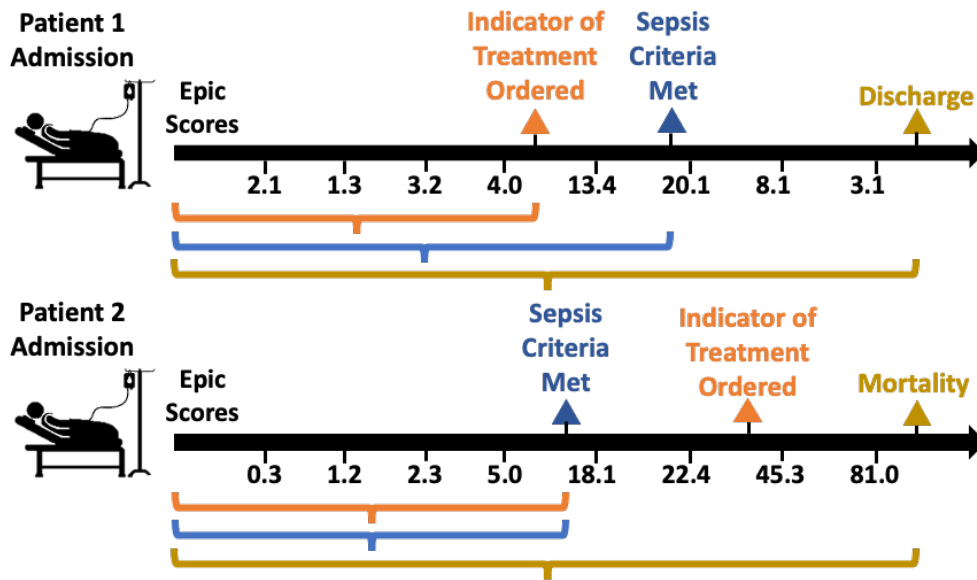 Patient 1
Admission
Indicator of
Treatment
Ordered
Sepsis
Criteria
Met
Discharge
Epic
Scores
2.1 1.3 3.2 4.0 13.4 20.1 8.1 3.1
Patient 2
Admission
Sepsis
Criteria
Met
Indicator of
Treatment
Ordered
Mortality
Epic
Scores
0.3 1.2 2.3 5.0 18.1 22.4 45.3 81.0